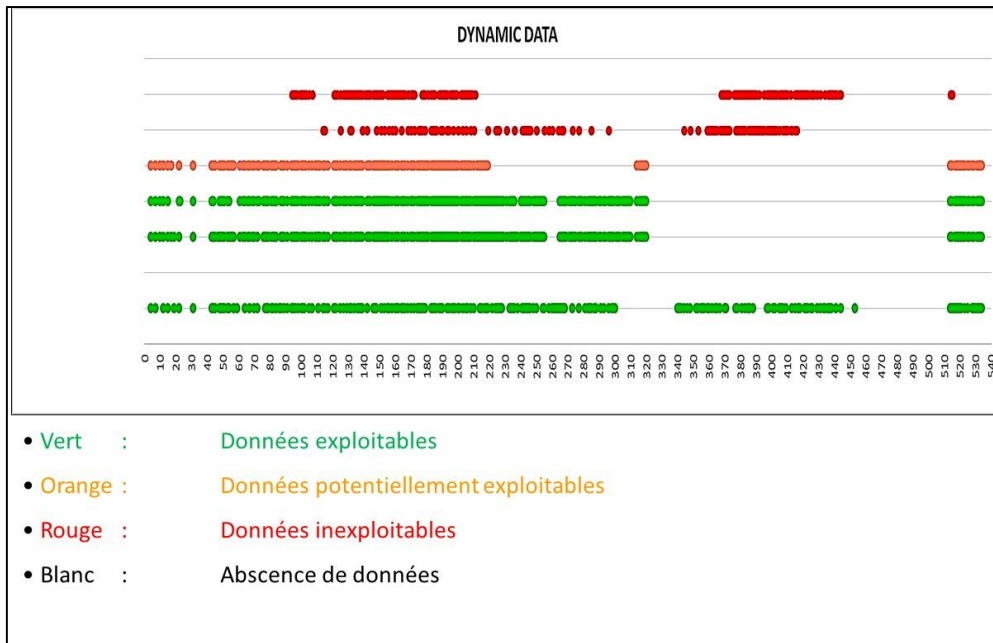 DYNAMIC DATA
0 10 20 30 40 50 60 70 80 90 100 110 120 130 140 150 160 170 180 190 200 210 220 230 240 250 260 270 280 290 300 310 320 330 340 350 360 370 380 390 400 410 420 430 440 450 460 470 480 490 500 510 520 530 540
• Vert : Données exploitables
• Orange : Données potentiellement exploitables
• Rouge : Données inexploitables
• Blanc : Abscence de données